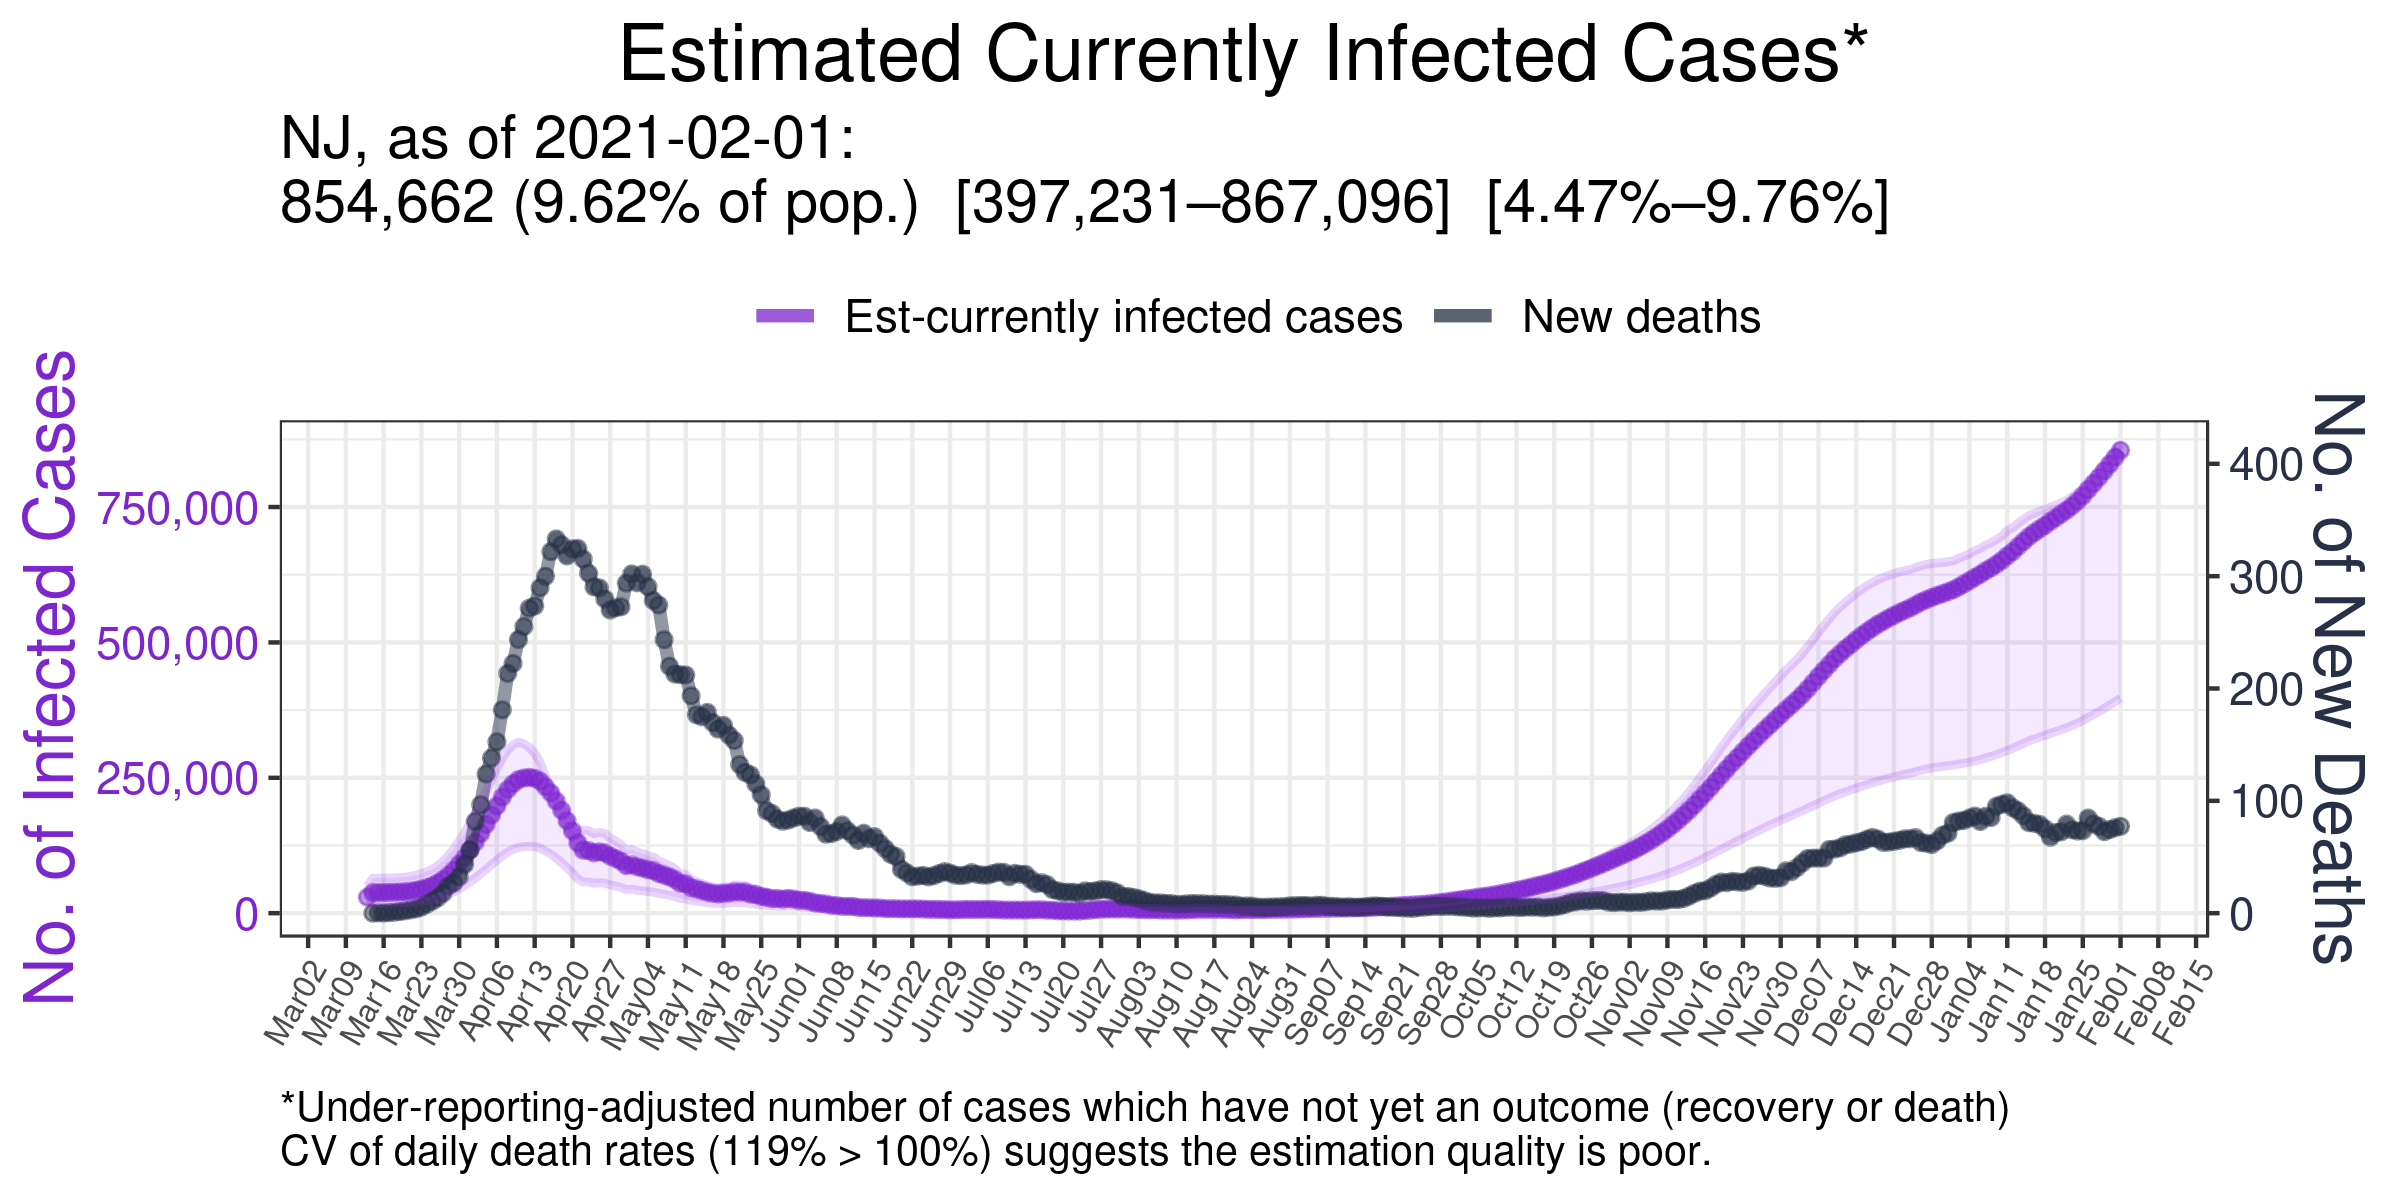 Estimated Currently Infected Cases*
NJ, as of 2021-02-01:
854,662 (9.62% of pop.) [397,231–867,096] [4.47%–9.76%]
Est-currently infected cases
New deaths
No. of Infected Cases
750,000
500,000
250,000
0
400
300
200
100
0
No. of New Deaths
Mar02
Mar09
Mar16
Mar23
Mar30
Apr06
Apr13
Apr20
Apr27
May04
May11
May18
May25
Jun01
Jun08
Jun15
Jun22
Jun29
Jul06
Jul13
Jul20
Jul27
Aug03
Aug10
Aug17
Aug24
Aug31
Sep07
Sep14
Sep21
Sep28
Oct05
Oct12
Oct19
Oct26
Nov02
Nov09
Nov16
Nov23
Nov30
Dec07
Dec14
Dec21
Dec28
Jan04
Jan11
Jan18
Jan25
Feb01
Feb08
Feb15
*Under-reporting-adjusted number of cases which have not yet an outcome (recovery or death)
CV of daily death rates (119% > 100%) suggests the estimation quality is poor.